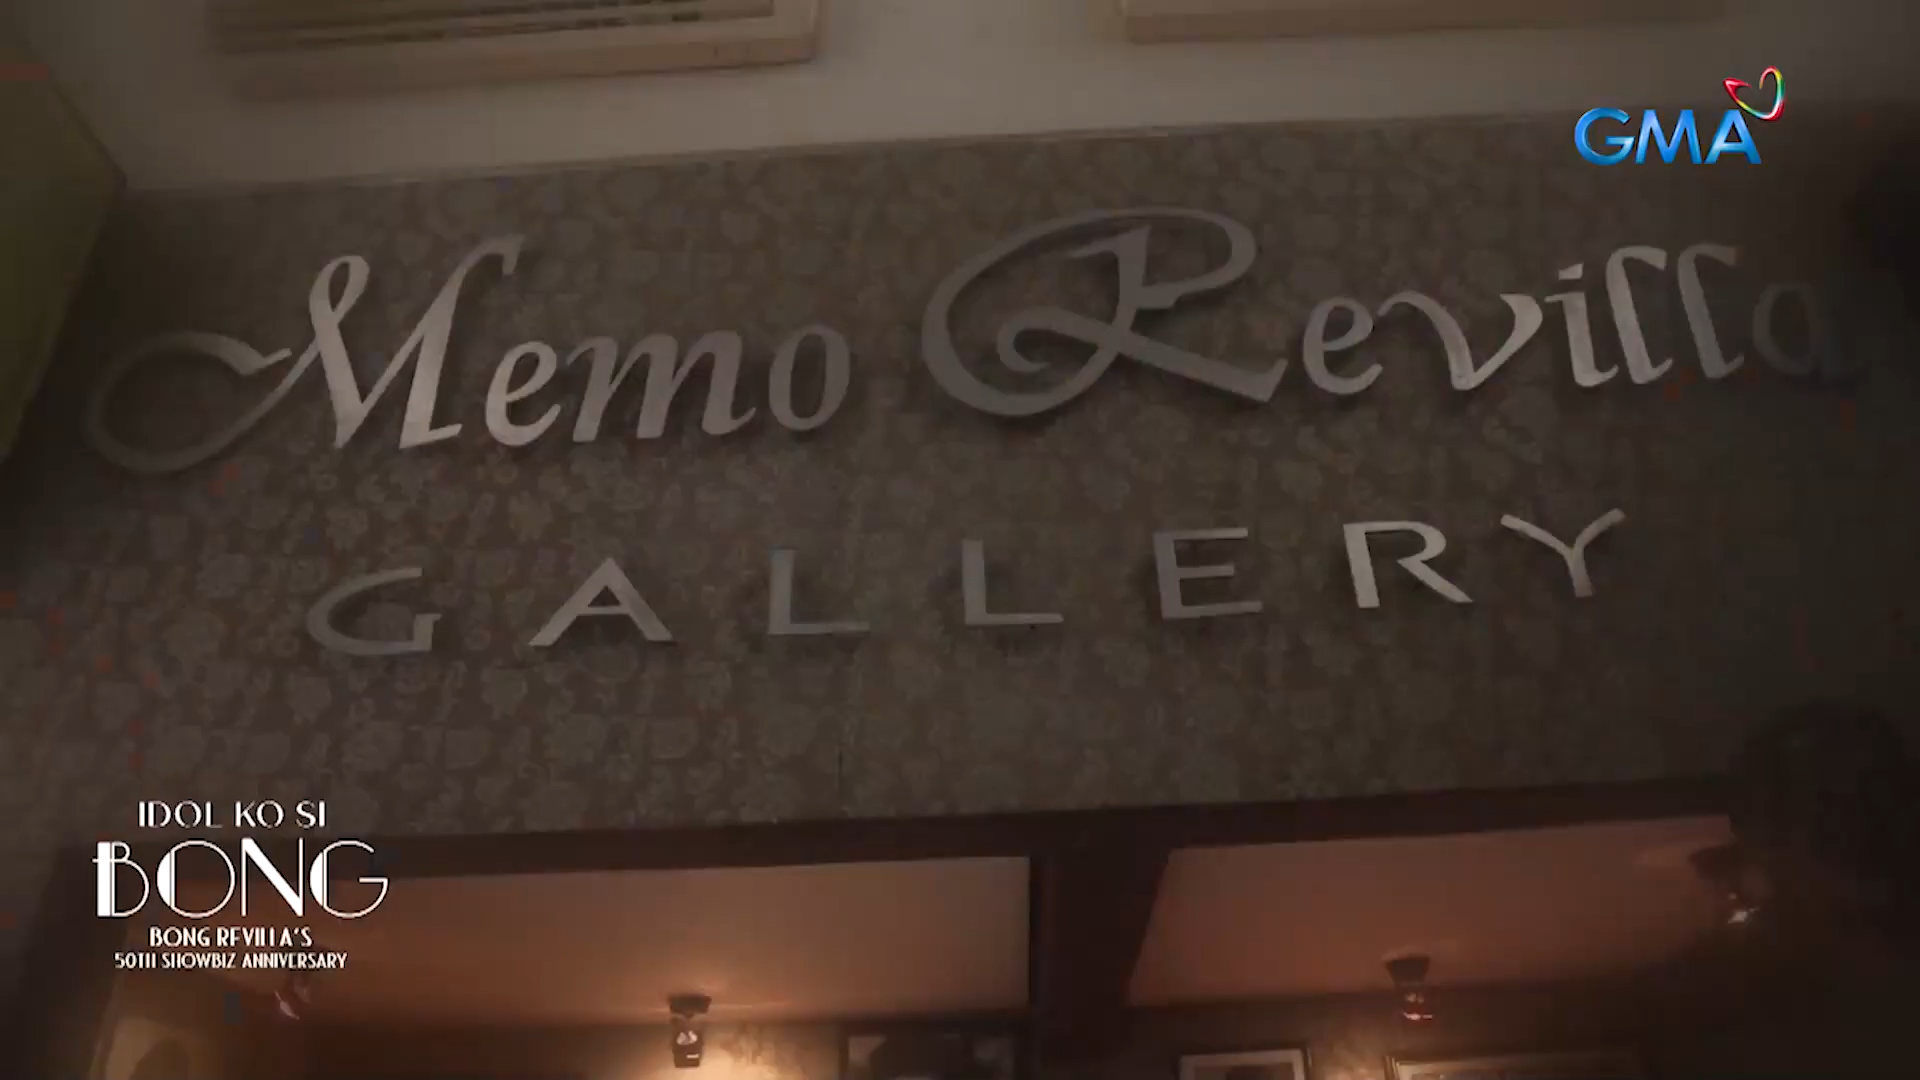 GMA
Memo Revilla
GALLERY
IDOL KO SI
BONG
BONG REVILLA'S
50TH SHOWBIZ ANNIVERSARY